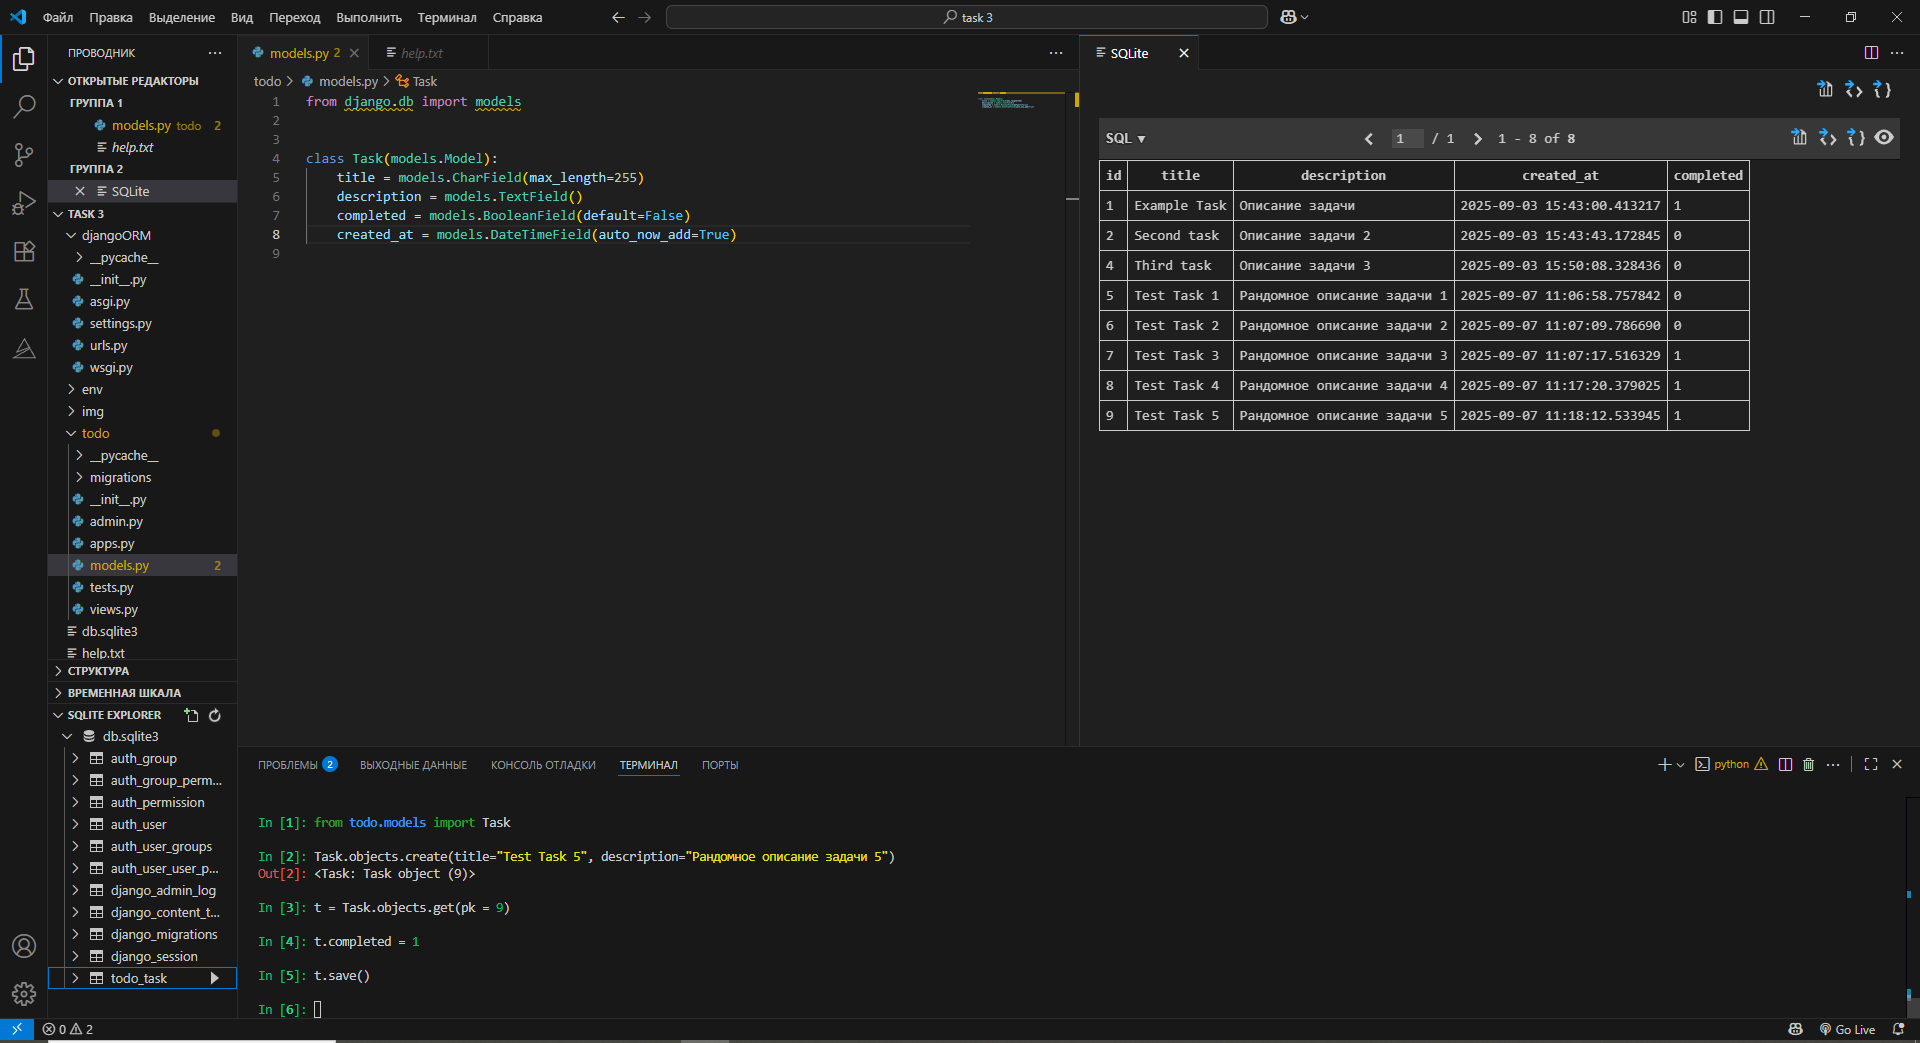 Файл Правка Выделение Вид Переход Выполнить Терминал Справка
task 3
ПРОВОДНИК
ОТКРЫТЫЕ РЕДАКТОРЫ
ГРУППА 1
models.py todo 2
help.txt
ГРУППА 2
SQLite
TASK 3
djangoORM
__pycache__
__init__.py
asgi.py
settings.py
urls.py
wsgi.py
env
img
todo
__pycache__
migrations
__init__.py
admin.py
apps.py
models.py 2
tests.py
views.py
db.sqlite3
help.txt
СТРУКТУРА
ВРЕМЕННАЯ ШКАЛА
SQLITE EXPLORER
db.sqlite3
auth_group
auth_group_perm...
auth_permission
auth_user
auth_user_groups
auth_user_user_p...
django_admin_log
django_content_t...
django_migrations
django_session
todo_task
models.py 2
help.txt
todo > models.py > Task
1 from django.db import models
2
3
4 class Task(models.Model):
5 title = models.CharField(max_length=255)
6 description = models.TextField()
7 completed = models.BooleanField(default=False)
8 created_at = models.DateTimeField(auto_now_add=True)
9
SQLite
SQL ▼ 1 / 1 1 - 8 of 8
id title description created_at completed
1 Example Task Описание задачи 2025-09-03 15:43:00.413217 1
2 Second task Описание задачи 2 2025-09-03 15:43:43.172845 0
4 Third task Описание задачи 3 2025-09-03 15:50:08.328436 0
5 Test Task 1 Рандомное описание задачи 1 2025-09-07 11:06:58.757842 0
6 Test Task 2 Рандомное описание задачи 2 2025-09-07 11:07:09.786690 0
7 Test Task 3 Рандомное описание задачи 3 2025-09-07 11:07:17.516329 1
8 Test Task 4 Рандомное описание задачи 4 2025-09-07 11:17:20.379025 1
9 Test Task 5 Рандомное описание задачи 5 2025-09-07 11:18:12.533945 1
ПРОБЛЕМЫ 2 ВЫХОДНЫЕ ДАННЫЕ КОНСОЛЬ ОТЛАДКИ ТЕРМИНАЛ ПОРТЫ
python
In [1]: from todo.models import Task
In [2]: Task.objects.create(title="Test Task 5", description="Рандомное описание задачи 5")
Out[2]: <Task: Task object (9)>
In [3]: t = Task.objects.get(pk = 9)
In [4]: t.completed = 1
In [5]: t.save()
In [6]:
0 2
Go Live